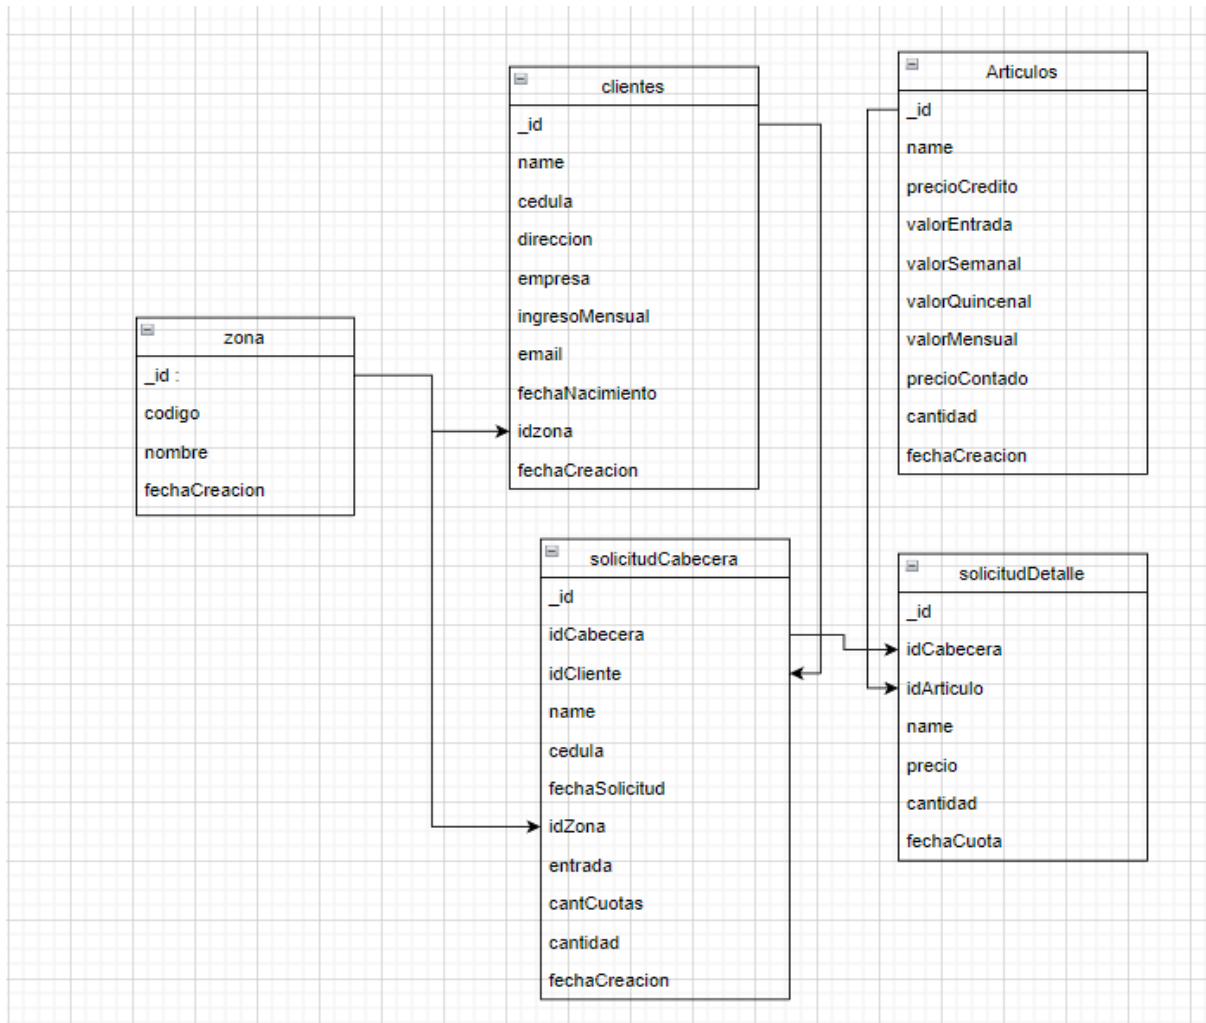 clientes
_id
name
cedula
direccion
empresa
ingresoMensual
email
fechaNacimiento
idzona
fechaCreacion
Articulos
_id
name
precioCredito
valorEntrada
valorSemanal
valorQuincenal
valorMensual
precioContado
cantidad
fechaCreacion
zona
_id :
codigo
nombre
fechaCreacion
solicitudCabecera
_id
idCabecera
idCliente
name
cedula
fechaSolicitud
idZona
entrada
cantCuotas
cantidad
fechaCreacion
solicitudDetalle
_id
idCabecera
idArticulo
name
precio
cantidad
fechaCuota